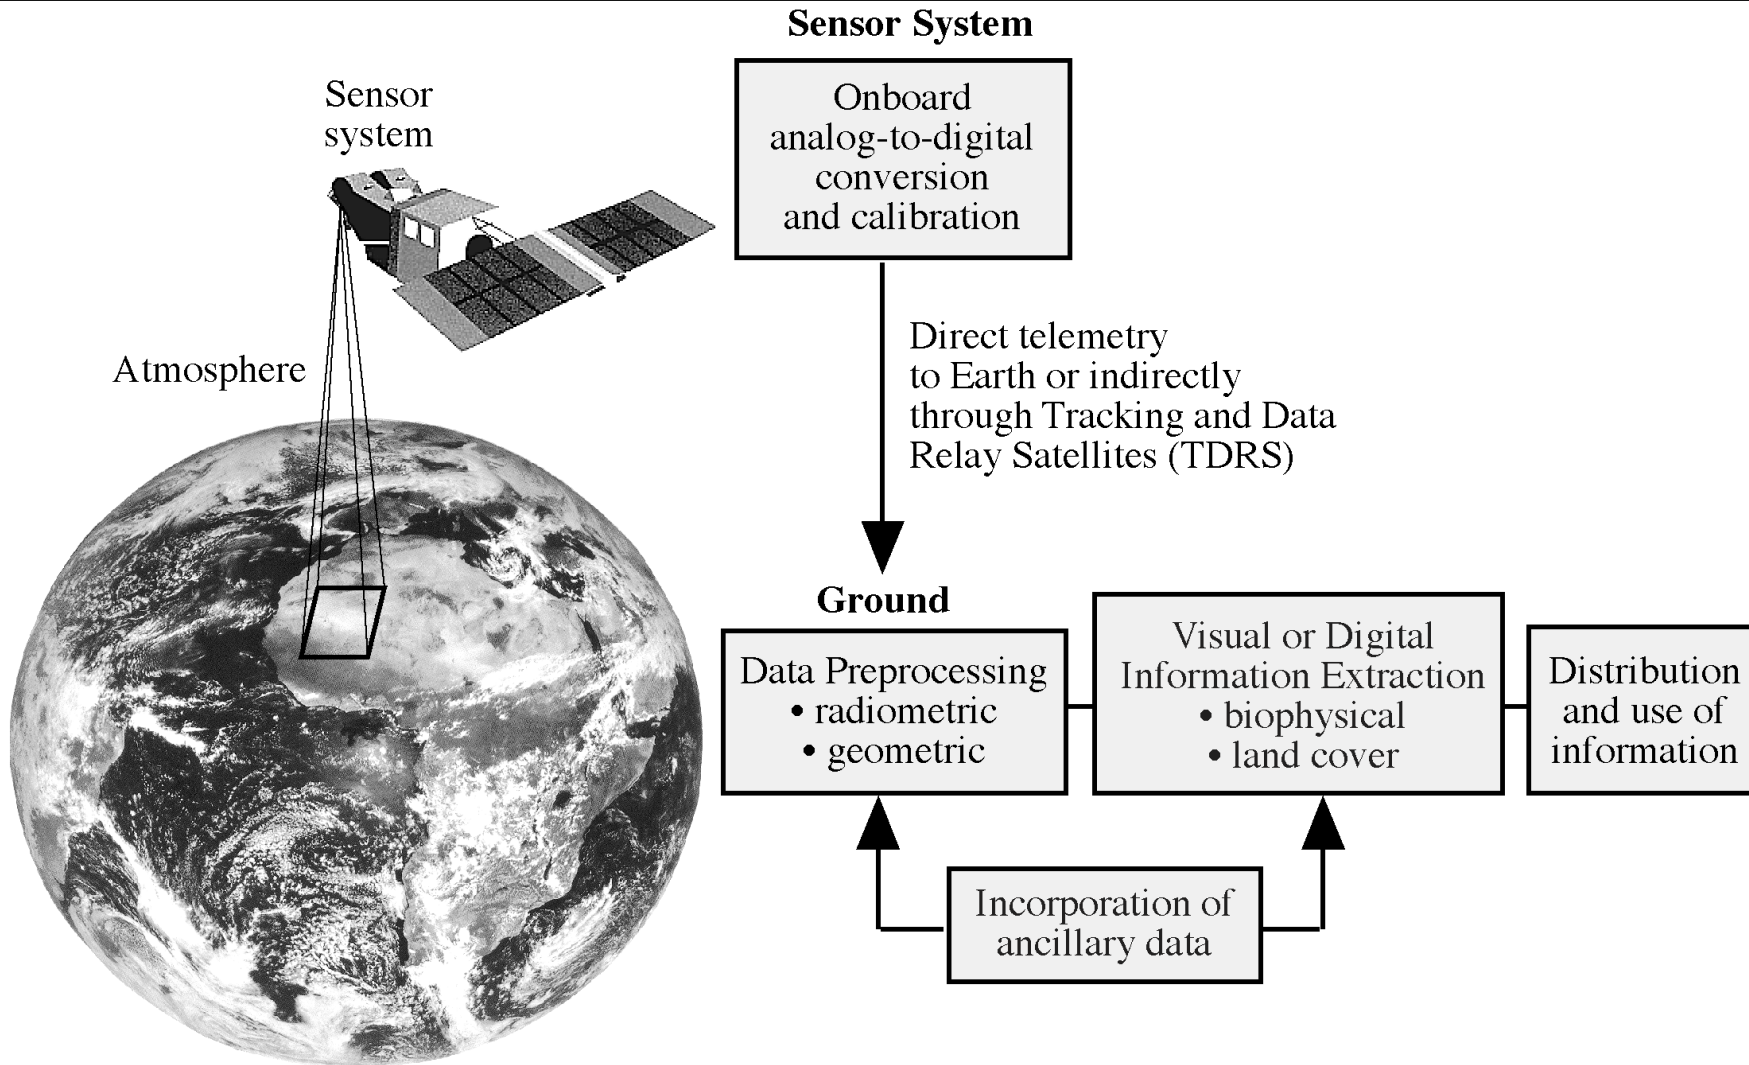 Sensor System
Sensor
system
Onboard
analog-to-digital
conversion
and calibration
Atmosphere
Direct telemetry
to Earth or indirectly
through Tracking and Data
Relay Satellites (TDRS)
Ground
Data Preprocessing
• radiometric
• geometric
Visual or Digital
Information Extraction
• biophysical
• land cover
Distribution
and use of
information
Incorporation of
ancillary data